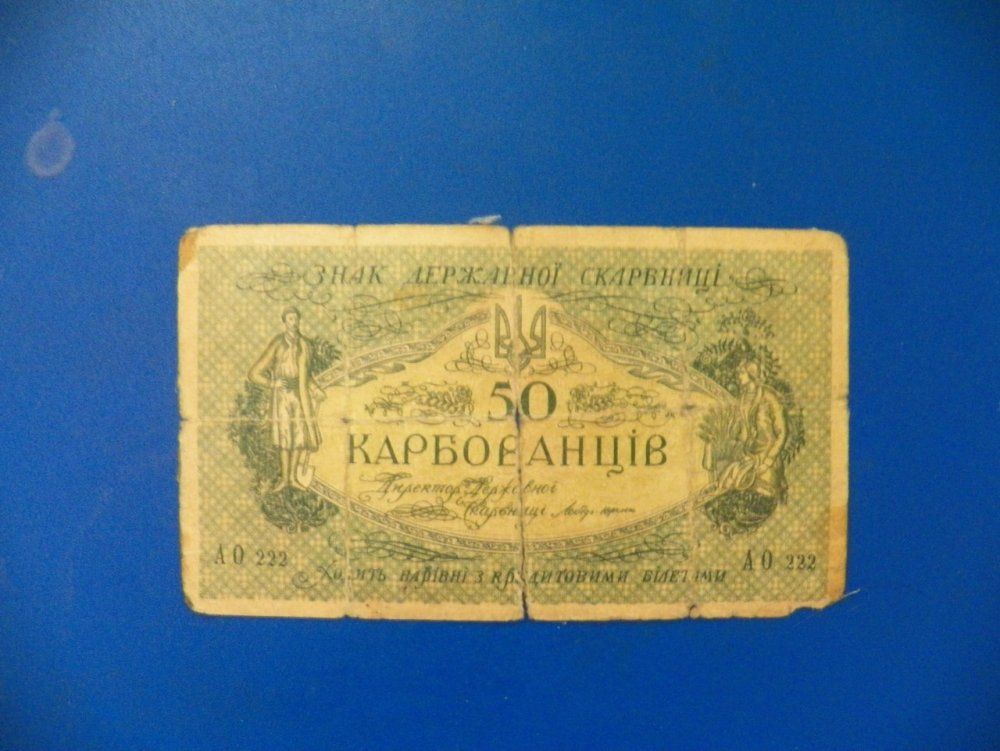 ЗНАК ДЕРЖАВНОЇ СКАРБНИЦІ
50
КАРБОВАНЦІВ
Директор Державної
Скарбниці
АО 222
АО 222
Ходить нарівні з кредитовими білетами